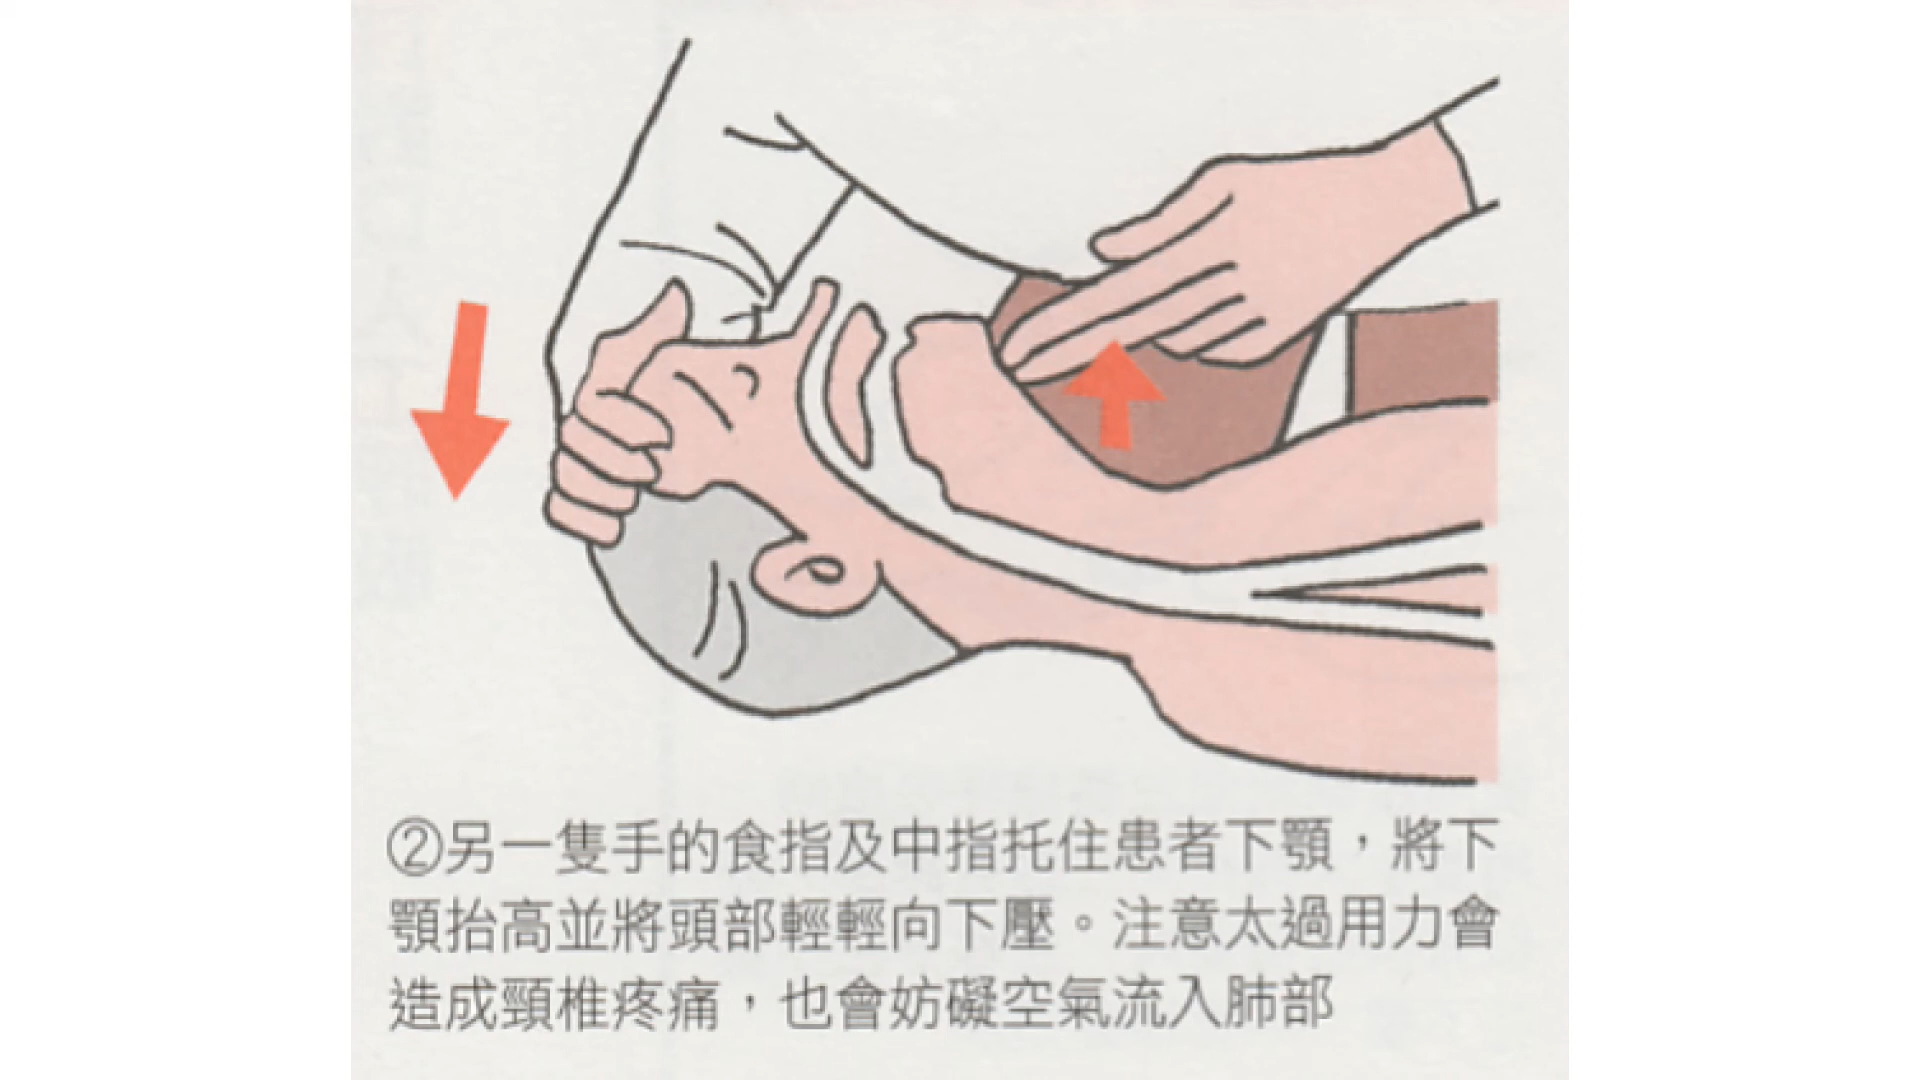 ②另一隻手的食指及中指托住患者下顎，將下
顎抬高並將頭部輕輕向下壓。注意太過用力會
造成頸椎疼痛，也會妨礙空氣流入肺部